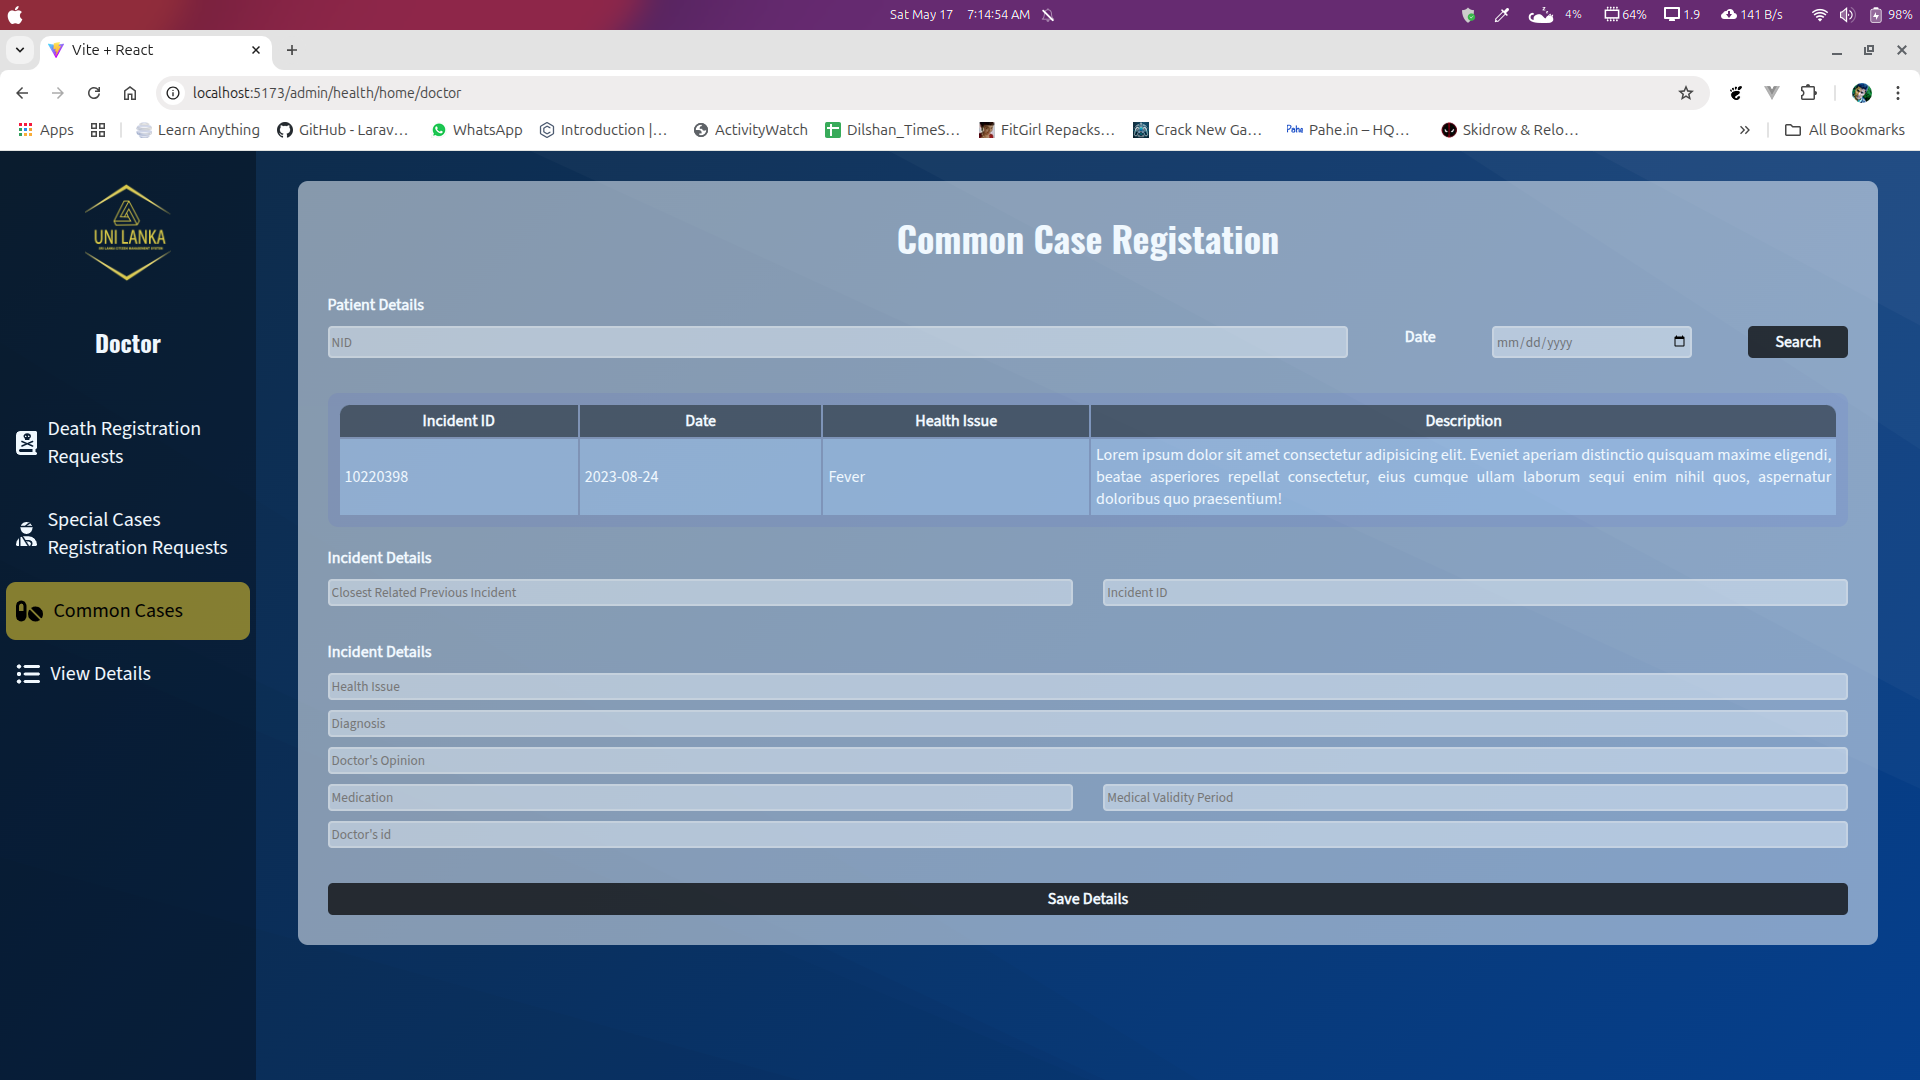 Sat May 17 7:14:54 AM 4% 64% 1.9 141 B/s 98%
Vite + React
localhost:5173/admin/health/home/doctor
Apps Learn Anything GitHub - Larav… WhatsApp Introduction |… ActivityWatch Dilshan_TimeS… FitGirl Repacks… Crack New Ga… Pahe Pahe.in – HQ… Skidrow & Relo… All Bookmarks
UNI LANKA
UNI LANKA CITIZEN MANAGEMENT SYSTEM
Doctor
Death Registration
Requests
Special Cases
Registration Requests
Common Cases
View Details
Common Case Registation
Patient Details
NID Date mm/dd/yyyy Search
Incident ID Date Health Issue Description
10220398 2023-08-24 Fever Lorem ipsum dolor sit amet consectetur adipisicing elit. Eveniet aperiam distinctio quisquam maxime eligendi,
beatae asperiores repellat consectetur, eius cumque ullam laborum sequi enim nihil quos, aspernatur
doloribus quo praesentium!
Incident Details
Closest Related Previous Incident Incident ID
Incident Details
Health Issue
Diagnosis
Doctor's Opinion
Medication Medical Validity Period
Doctor's id
Save Details